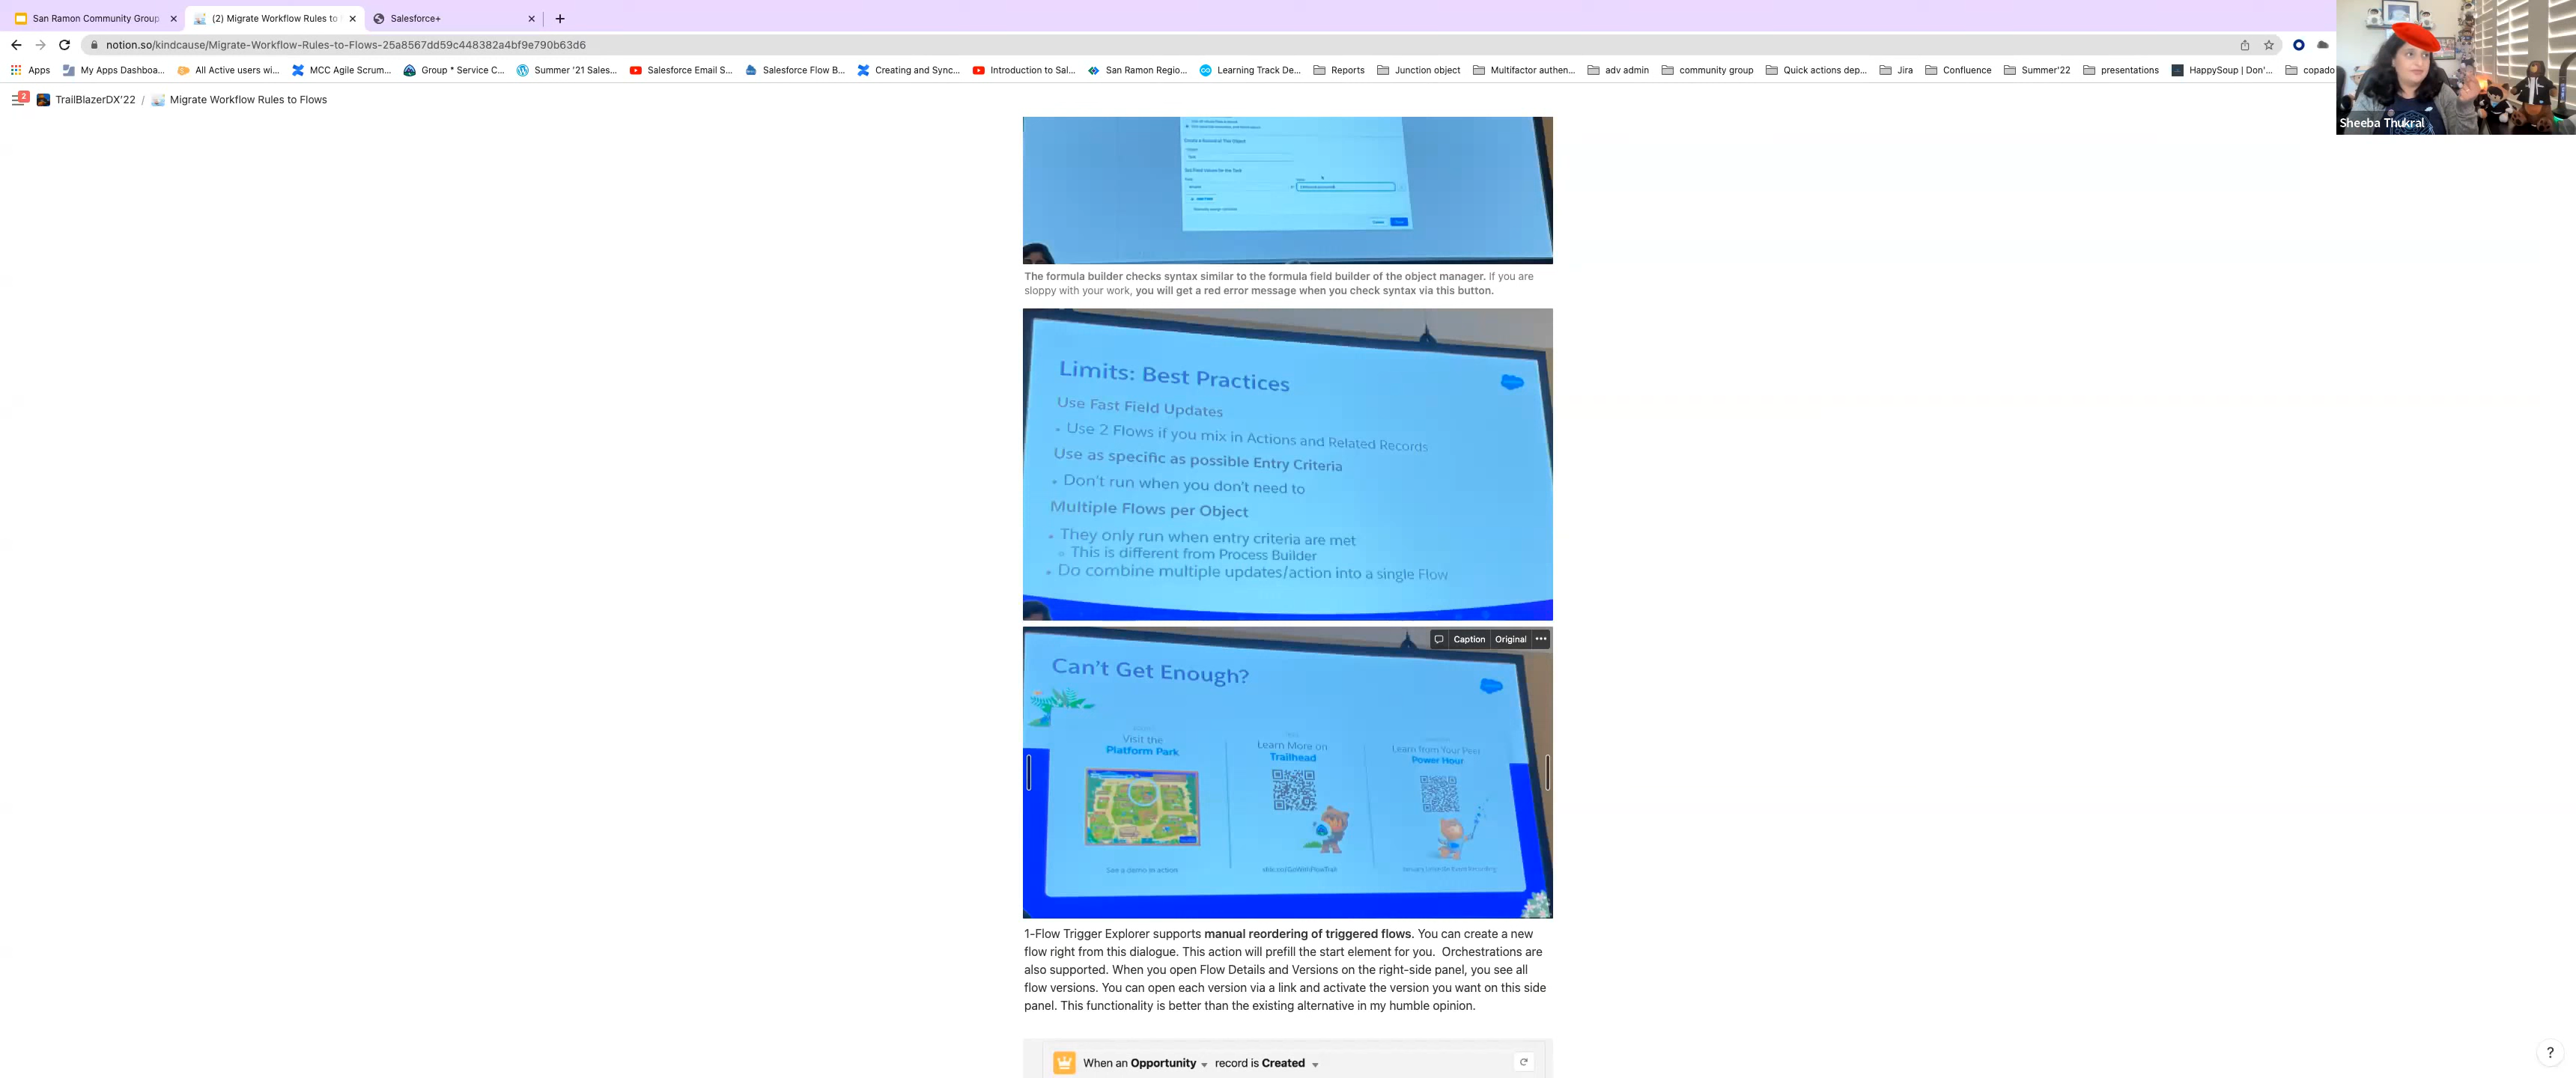 San Ramon Community Group
(2) Migrate Workflow Rules to
Salesforce+
notion.so/kindcause/Migrate-Workflow-Rules-to-Flows-25a8567dd59c448382a4bf9e790b63d6
Apps
My Apps Dashboa...
All Active users wi...
MCC Agile Scrum...
Group * Service C...
Summer '21 Sales...
Salesforce Email S...
Salesforce Flow B...
Creating and Sync...
Introduction to Sal...
San Ramon Regio...
Learning Track De...
Reports
Junction object
Multifactor authen...
adv admin
community group
Quick actions dep...
Jira
Confluence
Summer'22
presentations
HappySoup | Don'...
copado
Sheeba Thukral
2
TrailBlazerDX'22 / Migrate Workflow Rules to Flows
The formula builder checks syntax similar to the formula field builder of the object manager. If you are
sloppy with your work, you will get a red error message when you check syntax via this button.
Limits: Best Practices
Use Fast Field Updates
Use 2 Flows if you mix in Actions and Related Records
Use as specific as possible Entry Criteria
Don't run when you don't need to
Multiple Flows per Object
They only run when entry criteria are met
This is different from Process Builder
Do combine multiple updates/action into a single Flow
Caption Original
Can't Get Enough?
Visit the
Platform Park
See a demo in action
Learn More on
Trailhead
Learn from Your Peer
Power Hour
1-Flow Trigger Explorer supports manual reordering of triggered flows. You can create a new
flow right from this dialogue. This action will prefill the start element for you. Orchestrations are
also supported. When you open Flow Details and Versions on the right-side panel, you see all
flow versions. You can open each version via a link and activate the version you want on this side
panel. This functionality is better than the existing alternative in my humble opinion.
When an Opportunity record is Created
?